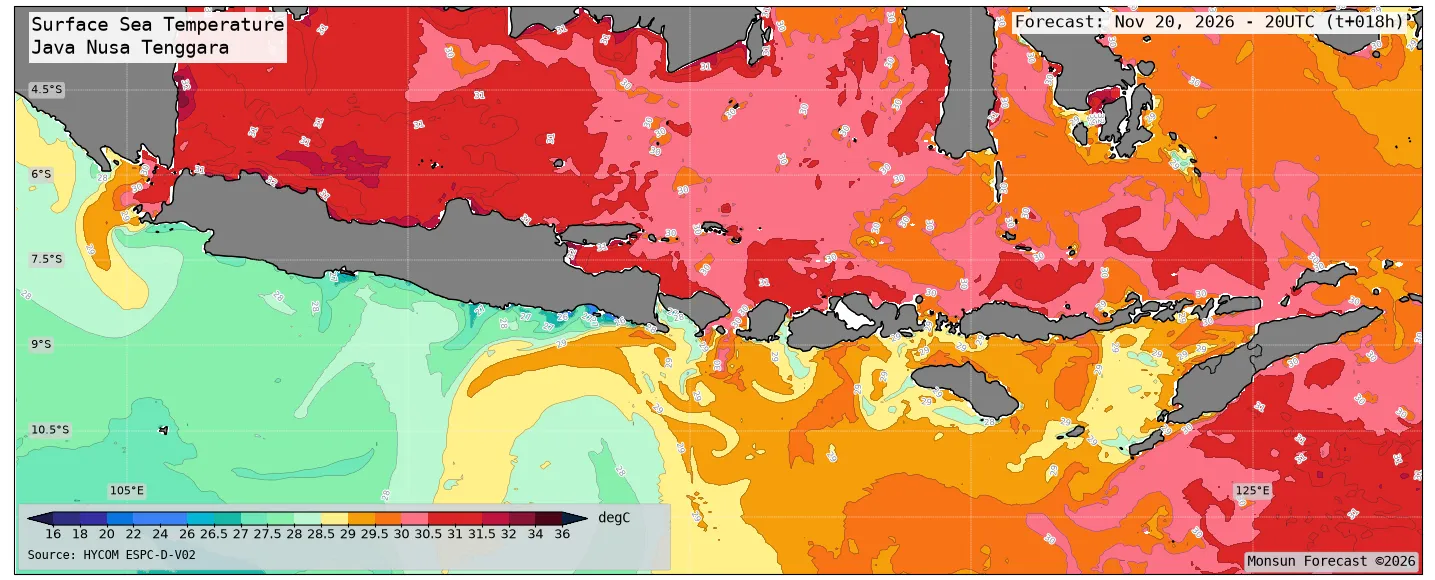 Surface Sea Temperature
Java Nusa Tenggara
Forecast: Nov 20, 2026 - 20UTC (t+018h)
4.5°S
6°S
7.5°S
9°S
10.5°S
105°E
125°E
degC
16 18 20 22 24 26 26.5 27 27.5 28 28.5 29 29.5 30 30.5 31 31.5 32 34 36
Source: HYCOM ESPC-D-V02
Monsun Forecast ©2026